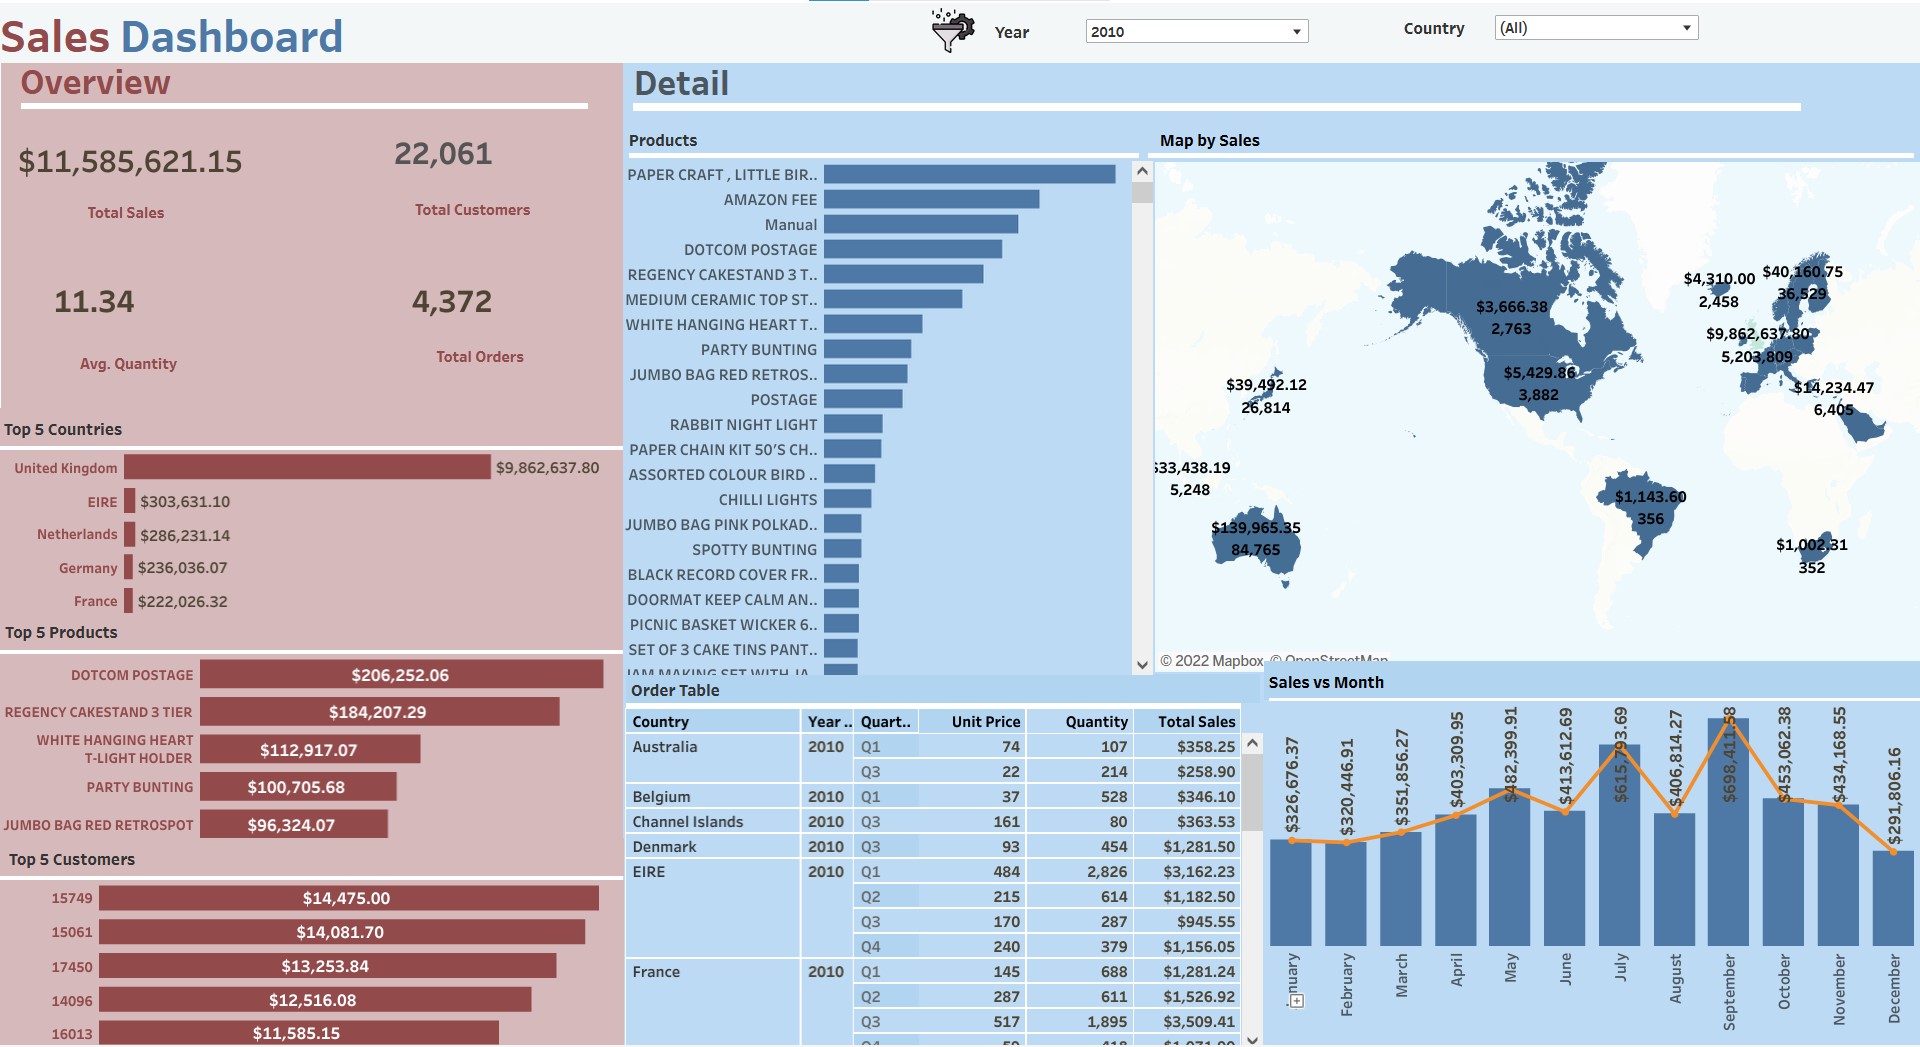 Sales Dashboard
Year
2010
Country
(All)
Overview
$11,585,621.15
Total Sales
22,061
Total Customers
11.34
Avg. Quantity
4,372
Total Orders
Top 5 Countries
United Kingdom $9,862,637.80
EIRE $303,631.10
Netherlands $286,231.14
Germany $236,036.07
France $222,026.32
Top 5 Products
DOTCOM POSTAGE $206,252.06
REGENCY CAKESTAND 3 TIER $184,207.29
WHITE HANGING HEART
T-LIGHT HOLDER $112,917.07
PARTY BUNTING $100,705.68
JUMBO BAG RED RETROSPOT $96,324.07
Top 5 Customers
15749 $14,475.00
15061 $14,081.70
17450 $13,253.84
14096 $12,516.08
16013 $11,585.15
Detail
Products
PAPER CRAFT , LITTLE BIR..
AMAZON FEE
Manual
DOTCOM POSTAGE
REGENCY CAKESTAND 3 T..
MEDIUM CERAMIC TOP ST..
WHITE HANGING HEART T..
PARTY BUNTING
JUMBO BAG RED RETROS..
POSTAGE
RABBIT NIGHT LIGHT
PAPER CHAIN KIT 50'S CH..
ASSORTED COLOUR BIRD ..
CHILLI LIGHTS
JUMBO BAG PINK POLKAD..
SPOTTY BUNTING
BLACK RECORD COVER FR..
DOORMAT KEEP CALM AN..
PICNIC BASKET WICKER 6..
SET OF 3 CAKE TINS PANT..
JAM MAKING SET WITH JA..
Map by Sales
$4,310.00
2,458
$40,160.75
36,529
$3,666.38
2,763
$9,862,637.80
5,203,809
$5,429.86
3,882
$39,492.12
26,814
$14,234.47
6,405
$33,438.19
5,248
$1,143.60
356
$139,965.35
84,765
$1,002.31
352
© 2022 Mapbox © OpenStreetMap
Order Table
Country Year .. Quart.. Unit Price Quantity Total Sales
Australia 2010 Q1 74 107 $358.25
Q3 22 214 $258.90
Belgium 2010 Q1 37 528 $346.10
Channel Islands 2010 Q3 161 80 $363.53
Denmark 2010 Q3 93 454 $1,281.50
EIRE 2010 Q1 484 2,826 $3,162.23
Q2 215 614 $1,182.50
Q3 170 287 $945.55
Q4 240 379 $1,156.05
France 2010 Q1 145 688 $1,281.24
Q2 287 611 $1,526.92
Q3 517 1,895 $3,509.41
Sales vs Month
$326,676.37
$320,446.91
$351,856.27
$403,309.95
$482,399.91
$413,612.69
$615,793.69
$406,814.27
$698,411.58
$453,062.38
$434,168.55
$291,806.16
January
February
March
April
May
June
July
August
September
October
November
December